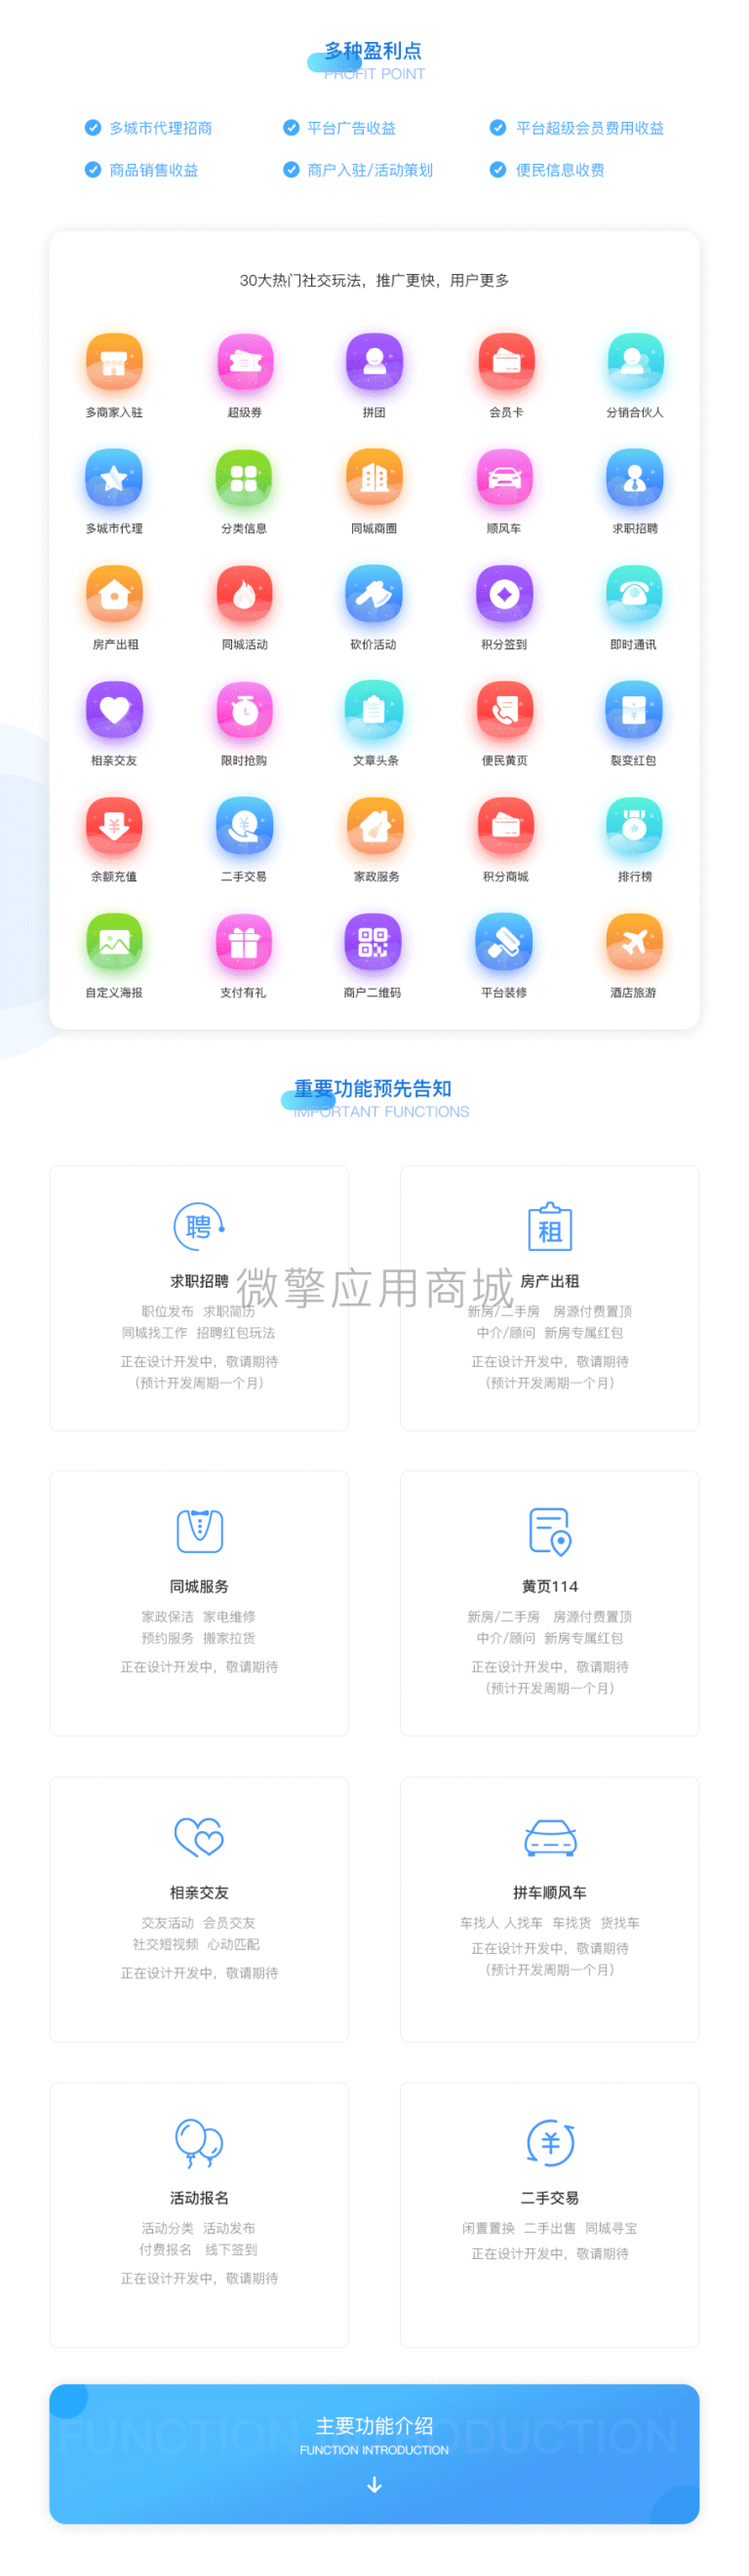 多种盈利点
PROFIT POINT
多城市代理招商 平台广告收益 平台超级会员费用收益
商品销售收益 商户入驻/活动策划 便民信息收费
30大热门社交玩法，推广更快，用户更多
多商家入驻 超级券 拼团 会员卡 分销合伙人
多城市代理 分类信息 同城商圈 顺风车 求职招聘
房产出租 同城活动 砍价活动 积分签到 即时通讯
相亲交友 限时抢购 文章头条 便民黄页 裂变红包
余额充值 二手交易 家政服务 积分商城 排行榜
自定义海报 支付有礼 商户二维码 平台装修 酒店旅游
重要功能预先告知
IMPORTANT FUNCTIONS
聘
求职招聘
职位发布 求职简历
同城找工作 招聘红包玩法
正在设计开发中，敬请期待
(预计开发周期一个月)
租
房产出租
新房/二手房 房源付费置顶
中介/顾问 新房专属红包
正在设计开发中，敬请期待
(预计开发周期一个月)
微擎应用商城
同城服务
家政保洁 家电维修
预约服务 搬家拉货
正在设计开发中，敬请期待
黄页114
新房/二手房 房源付费置顶
中介/顾问 新房专属红包
正在设计开发中，敬请期待
(预计开发周期一个月)
相亲交友
交友活动 会员交友
社交短视频 心动匹配
正在设计开发中，敬请期待
拼车顺风车
车找人 人找车 车找货 货找车
正在设计开发中，敬请期待
(预计开发周期一个月)
活动报名
活动分类 活动发布
付费报名 线下签到
正在设计开发中，敬请期待
二手交易
闲置置换 二手出售 同城寻宝
正在设计开发中，敬请期待
FUNCTION INTRODUCTION
主要功能介绍
FUNCTION INTRODUCTION